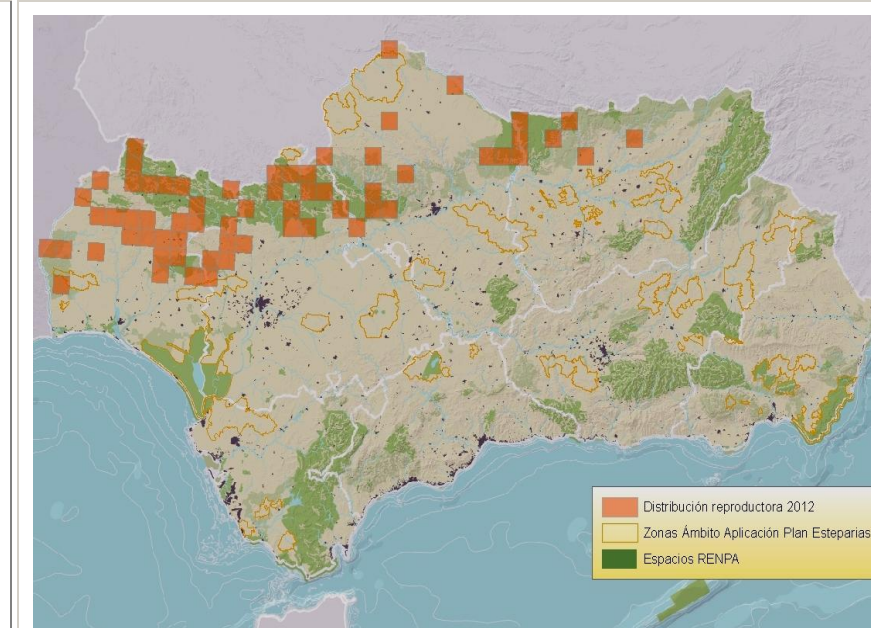 Distribución reproductora 2012
Zonas Ámbito Aplicación Plan Esteparias
Espacios RENPA